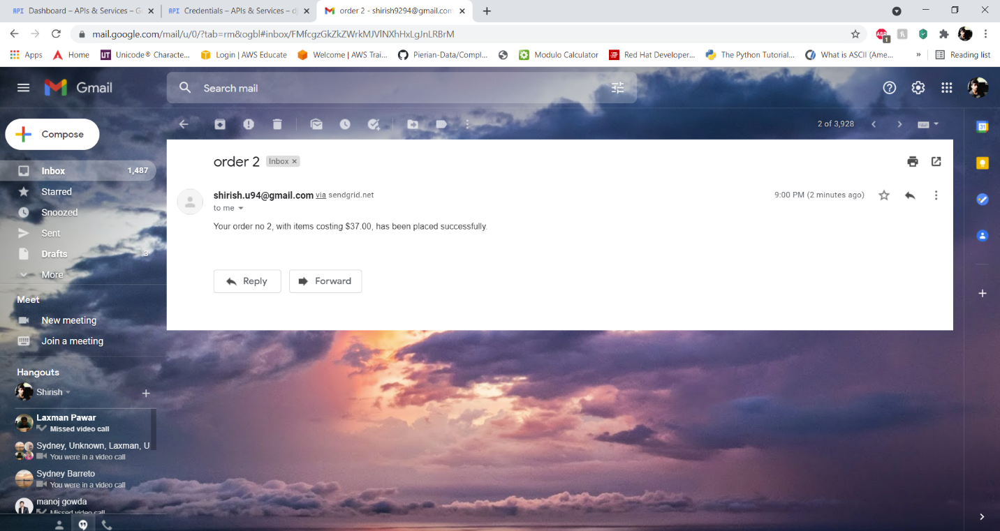 API Dashboard – APIs & Services – G
API Credentials – APIs & Services – d
order 2 - shirish9294@gmail.com
mail.google.com/mail/u/0/?tab=rm&ogbl#inbox/FMfcgzGkZkZWrkMJVlNXhHxLgJnLRBrM
ABP 1
Apps Home UT Unicode® Characte... Login | AWS Educate Welcome | AWS Trai... Pierian-Data/Compl... Modulo Calculator Red Hat Developer... The Python Tutorial... What is ASCII (Ame... » Reading list
Gmail
Search mail
Compose
2 of 3,928
31
Inbox 1,487
Starred
Snoozed
Sent
Drafts 3
More
order 2 Inbox ×
shirish.u94@gmail.com via sendgrid.net 9:00 PM (2 minutes ago)
to me
Your order no 2, with items costing $37.00, has been placed successfully.
Reply Forward
Meet
New meeting
Join a meeting
Hangouts
Shirish
Laxman Pawar
Missed video call
Sydney, Unknown, Laxman, U
You were in a video call
Sydney Barreto
You were in a video call
manoj gowda
Missed video call